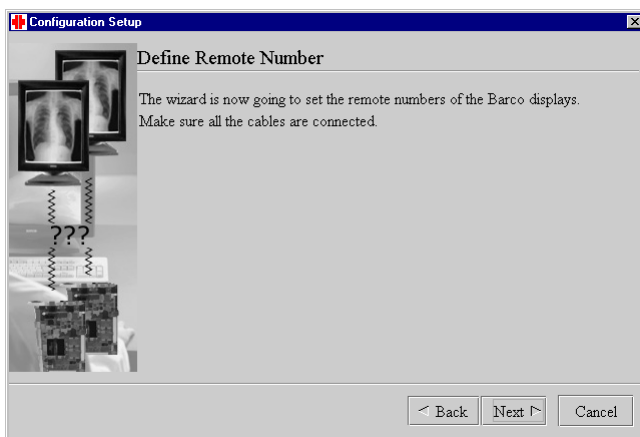 Configuration Setup
Define Remote Number
The wizard is now going to set the remote numbers of the Barco displays.
Make sure all the cables are connected.
???
< Back
Next >
Cancel